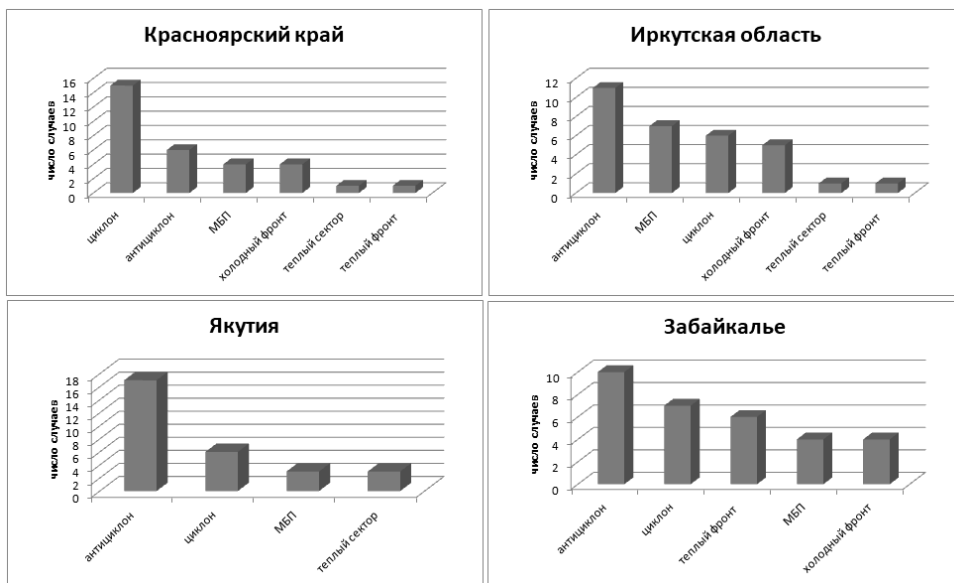 Красноярский край
число случаев
16
14
12
10
8
6
4
2
0
циклон
антициклон
МБП
холодный фронт
теплый сектор
теплый фронт
Иркутская область
число случаев
12
10
8
6
4
2
0
антициклон
МБП
циклон
холодный фронт
теплый сектор
теплый фронт
Якутия
число случаев
18
16
14
12
10
8
6
4
2
0
антициклон
циклон
МБП
теплый сектор
Забайкалье
число случаев
10
8
6
4
2
0
антициклон
циклон
теплый фронт
МБП
холодный фронт